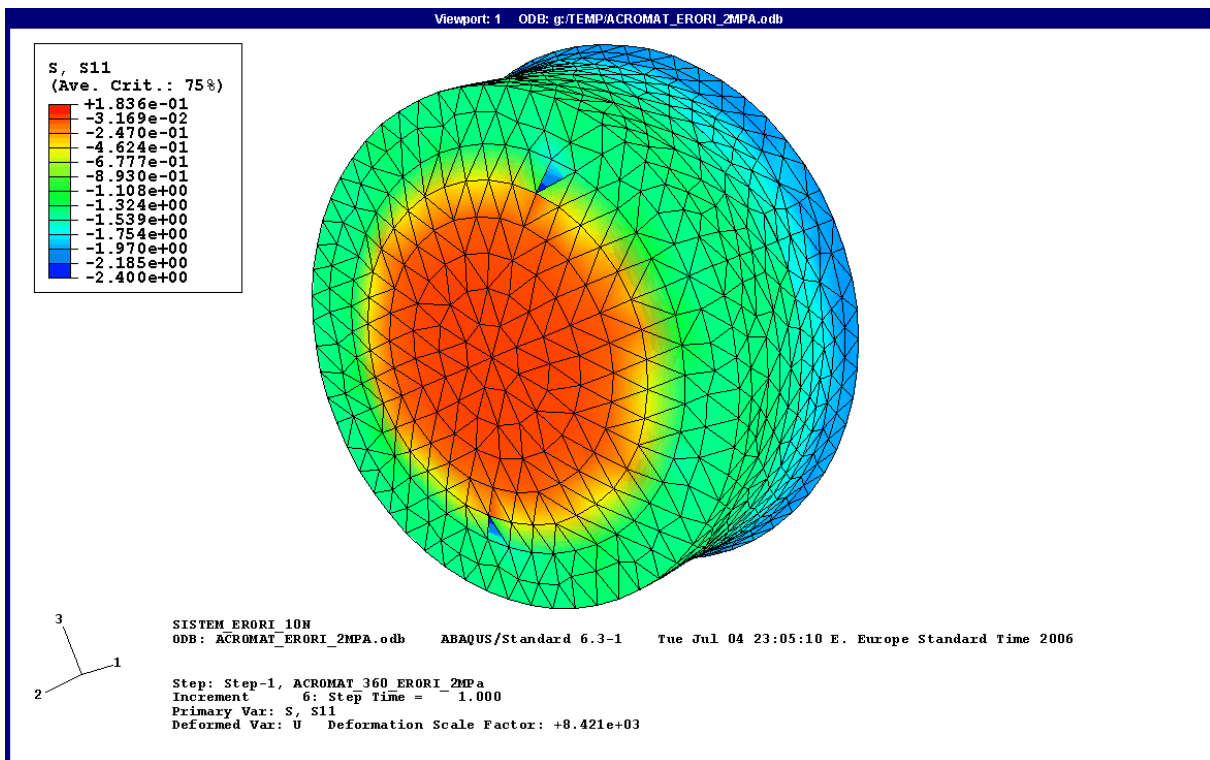 Viewport: 1 ODB: g:/TEMP/ACROMAT_ERORI_2MPA.odb
S, S11
(Ave. Crit.: 75%)
+1.836e-01
-3.169e-02
-2.470e-01
-4.624e-01
-6.777e-01
-8.930e-01
-1.108e+00
-1.324e+00
-1.539e+00
-1.754e+00
-1.970e+00
-2.185e+00
-2.400e+00
3
1
2
SISTEM_ERORI_10N
ODB: ACROMAT_ERORI_2MPA.odb ABAQUS/Standard 6.3-1 Tue Jul 04 23:05:10 E. Europe Standard Time 2006
Step: Step-1, ACROMAT_360_ERORI_2MPa
Increment 6: Step Time = 1.000
Primary Var: S, S11
Deformed Var: U Deformation Scale Factor: +8.421e+03